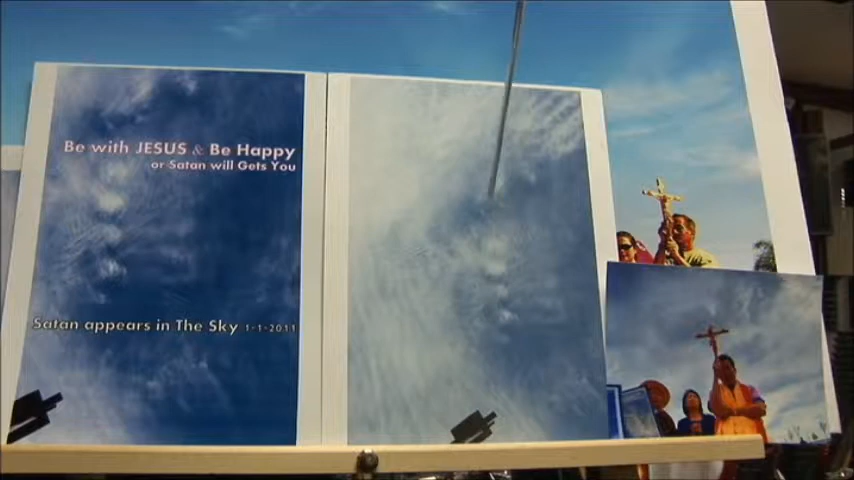 Be with JESUS & Be Happy
or Satan will Gets You
Satan appears in The Sky 1-1-2011